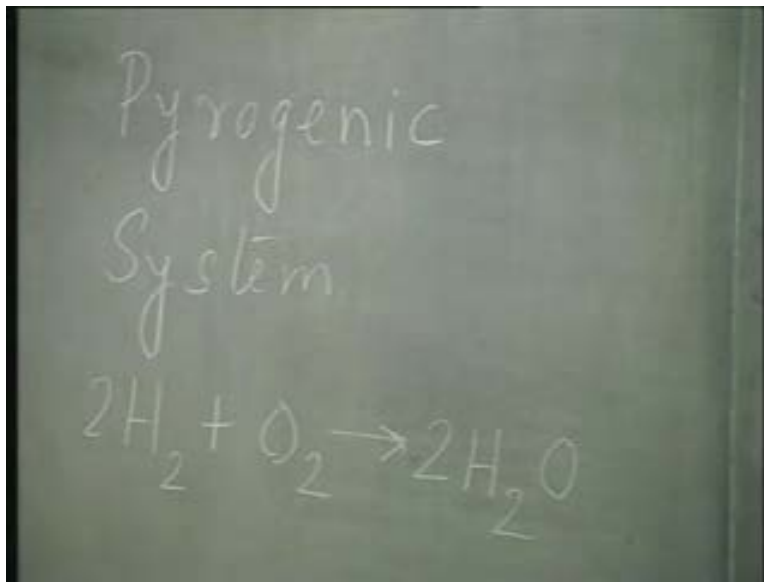 Pyrogenic
System
2H₂ + O₂ → 2H₂O